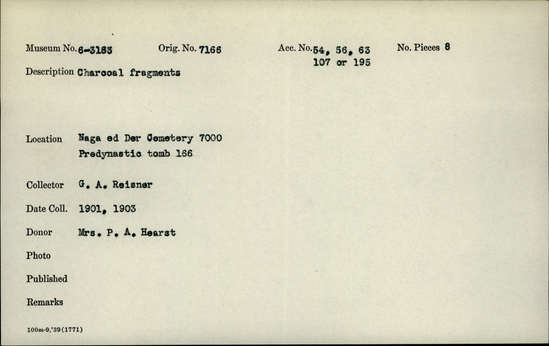 Museum No. 6-3183 Orig. No. 7166 Acc. No. 54, 56, 63 No. Pieces 8
107 or 195
Description Charcoal fragments
Location Naga ed Der Cemetery 7000
Predynastic tomb 166
Collector G. A. Reisner
Date Coll. 1901, 1903
Donor Mrs. P. A. Hearst
Photo
Published
Remarks
100m-9,'39(1771)